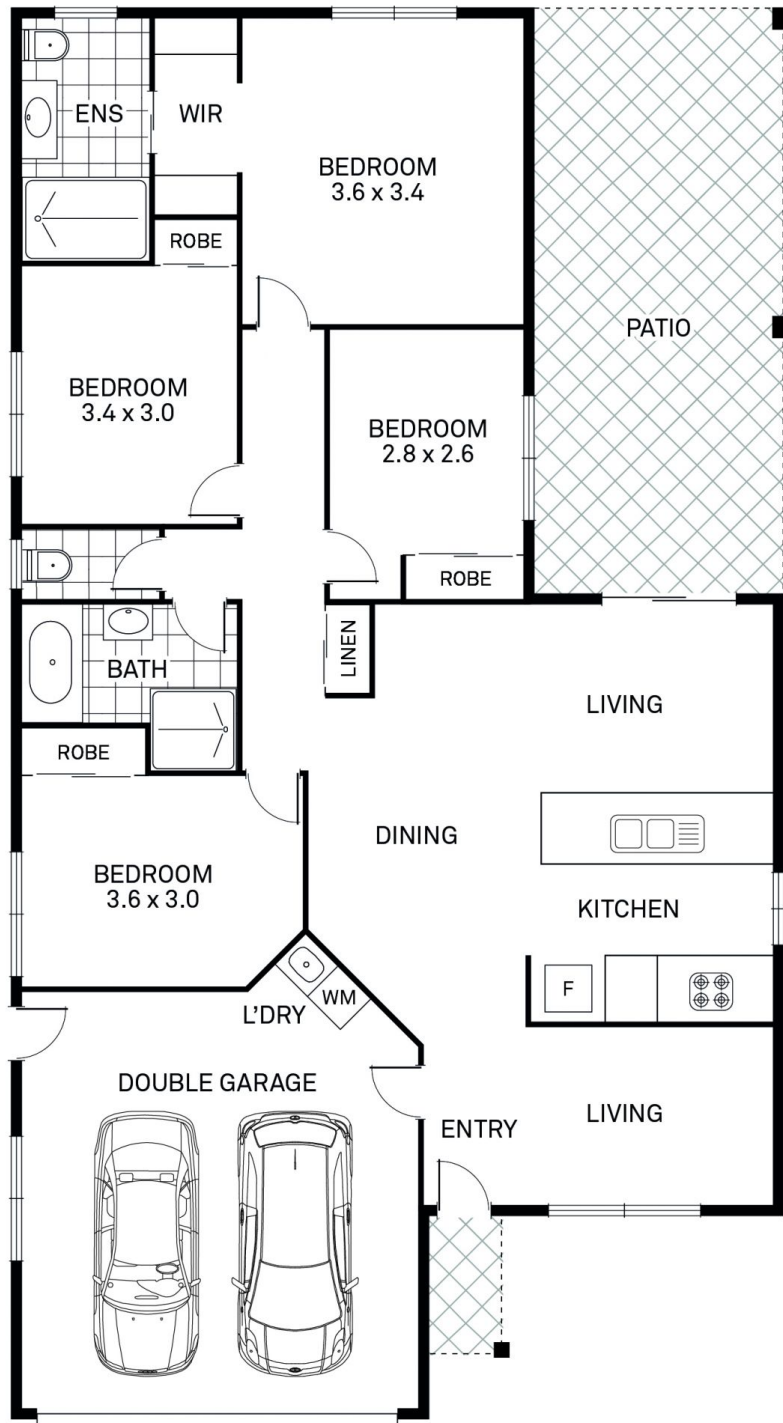 ENS
WIR
BEDROOM
3.6 x 3.4
ROBE
PATIO
BEDROOM
3.4 x 3.0
BEDROOM
2.8 x 2.6
ROBE
LINEN
BATH
LIVING
ROBE
DINING
BEDROOM
3.6 x 3.0
KITCHEN
F
WM
L'DRY
DOUBLE GARAGE
LIVING
ENTRY